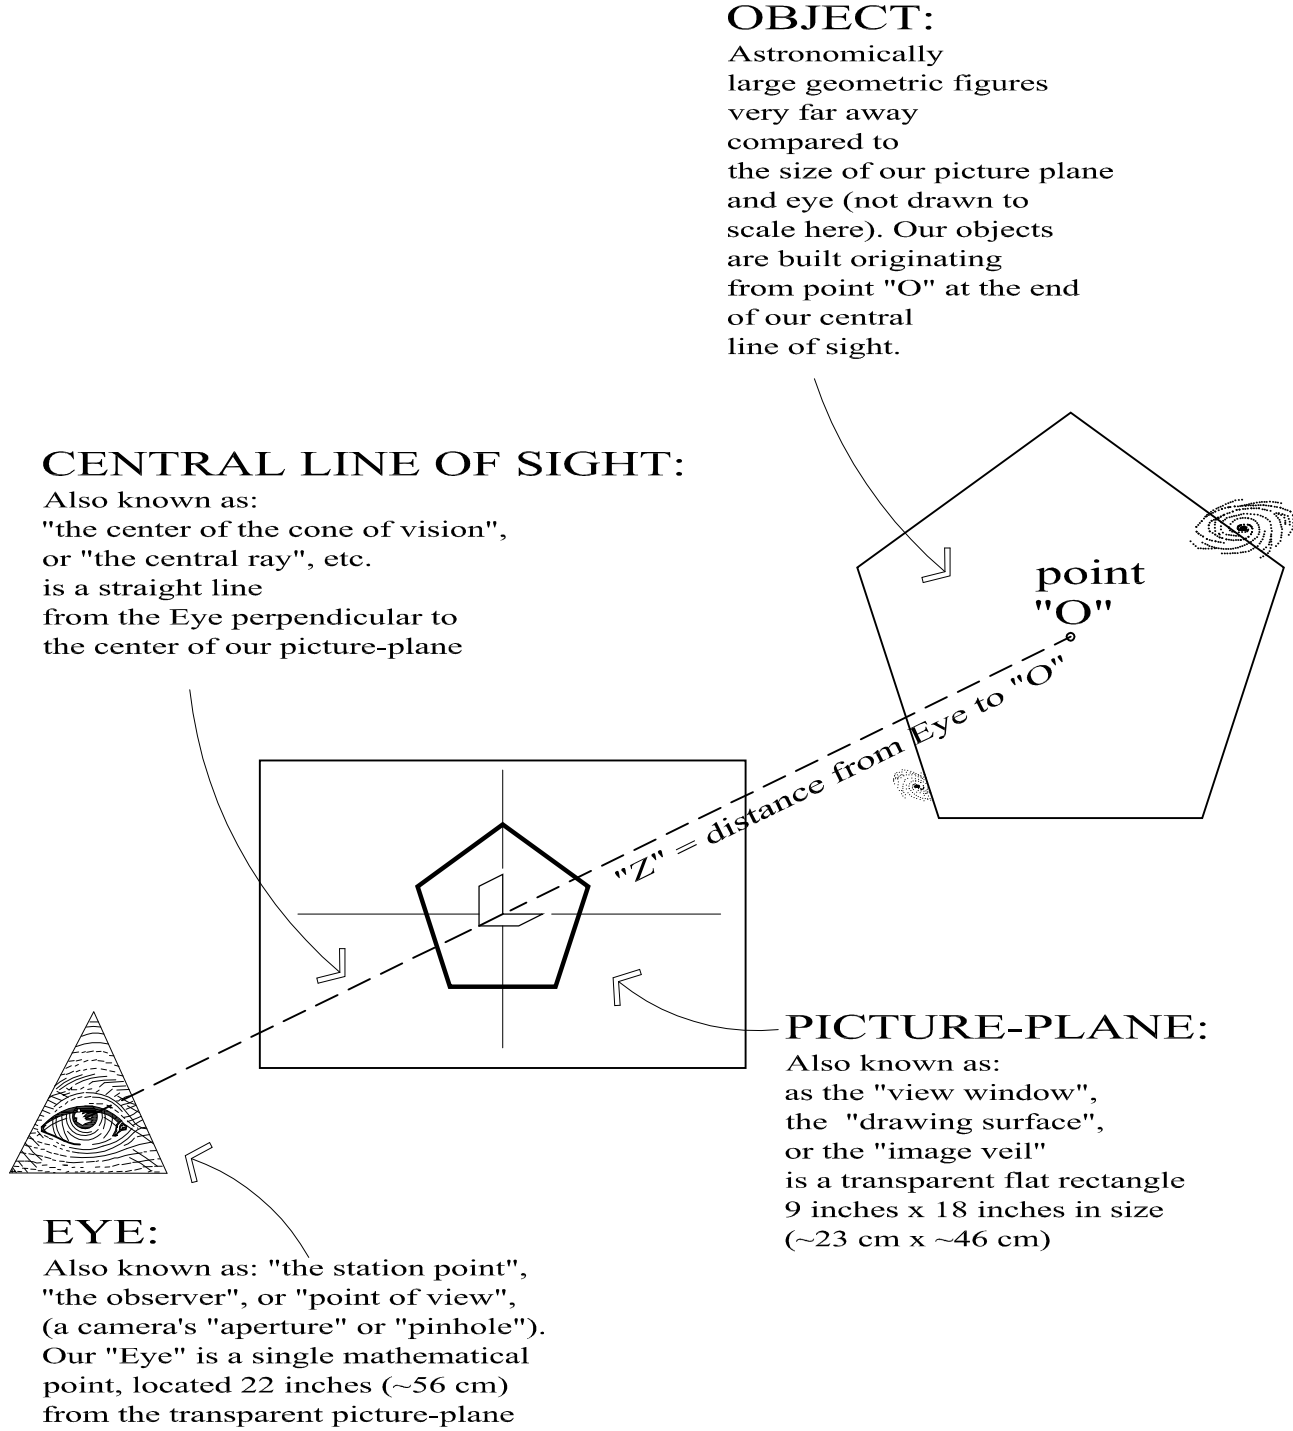 OBJECT:
Astronomically
large geometric figures
very far away
compared to
the size of our picture plane
and eye (not drawn to
scale here). Our objects
are built originating
from point "O" at the end
of our central
line of sight.
CENTRAL LINE OF SIGHT:
Also known as:
"the center of the cone of vision",
or "the central ray", etc.
is a straight line
from the Eye perpendicular to
the center of our picture-plane
point
"O"
"Z" = distance from Eye to "O"
PICTURE-PLANE:
Also known as:
as the "view window",
the  "drawing surface",
or the "image veil"
is a transparent flat rectangle
9 inches x 18 inches in size
(~23 cm x ~46 cm)
EYE:
Also known as: "the station point",
"the observer", or "point of view",
(a camera's "aperture" or "pinhole").
Our "Eye" is a single mathematical
point, located 22 inches (~56 cm)
from the transparent picture-plane